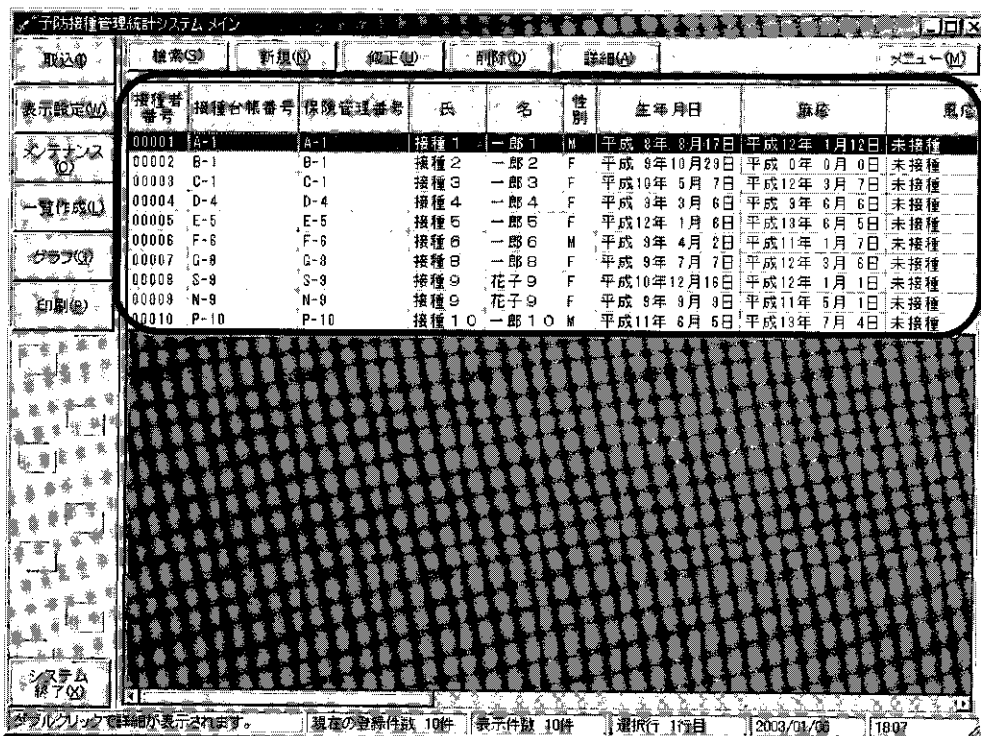 予防接種管理統計システム メイン
取込(I) 検索(S) 新規(N) 修正(U) 削除(D) 詳細(A) メニュー(M)
表示設定(W)
メンテナンス(O)
一覧作成(L)
グラフ(G)
印刷(P)
接種者番号 接種台帳番号 保険管理番号 氏 名 性別 生年月日 麻疹 風疹
00001 A-1 A-1 接種1 一郎1 M 平成 8年 8月17日 平成12年 1月12日 未接種
00002 B-1 B-1 接種2 一郎2 F 平成 9年10月29日 平成 0年 0月 0日 未接種
00003 C-1 C-1 接種3 一郎3 F 平成10年 5月 7日 平成12年 3月 7日 未接種
00004 D-4 D-4 接種4 一郎4 F 平成 3年 6日 平成 9年 6月 6日 未接種
00005 E-5 E-5 接種5 一郎5 F 平成12年 1月 6日 平成13年 6月 5日 未接種
00006 F-6 F-6 接種6 一郎6 M 平成 9年 4月 2日 平成11年 1月 7日 未接種
00007 G-8 G-8 接種8 一郎8 F 平成 9年 7月 7日 平成12年 3月 6日 未接種
00008 S-9 S-9 接種9 花子9 F 平成10年12月16日 平成12年 1月 1日 未接種
00009 N-9 N-9 接種9 花子9 F 平成 9年 9月 9日 平成11年 5月 1日 未接種
00010 P-10 P-10 接種10 一郎10 M 平成11年 6月 5日 平成13年 7月 4日 未接種
システム終了(X)
ダブルクリックで詳細が表示されます。 現在の登録件数 10件 表示件数 10件 選択行 1行目 2003/01/06 18:07